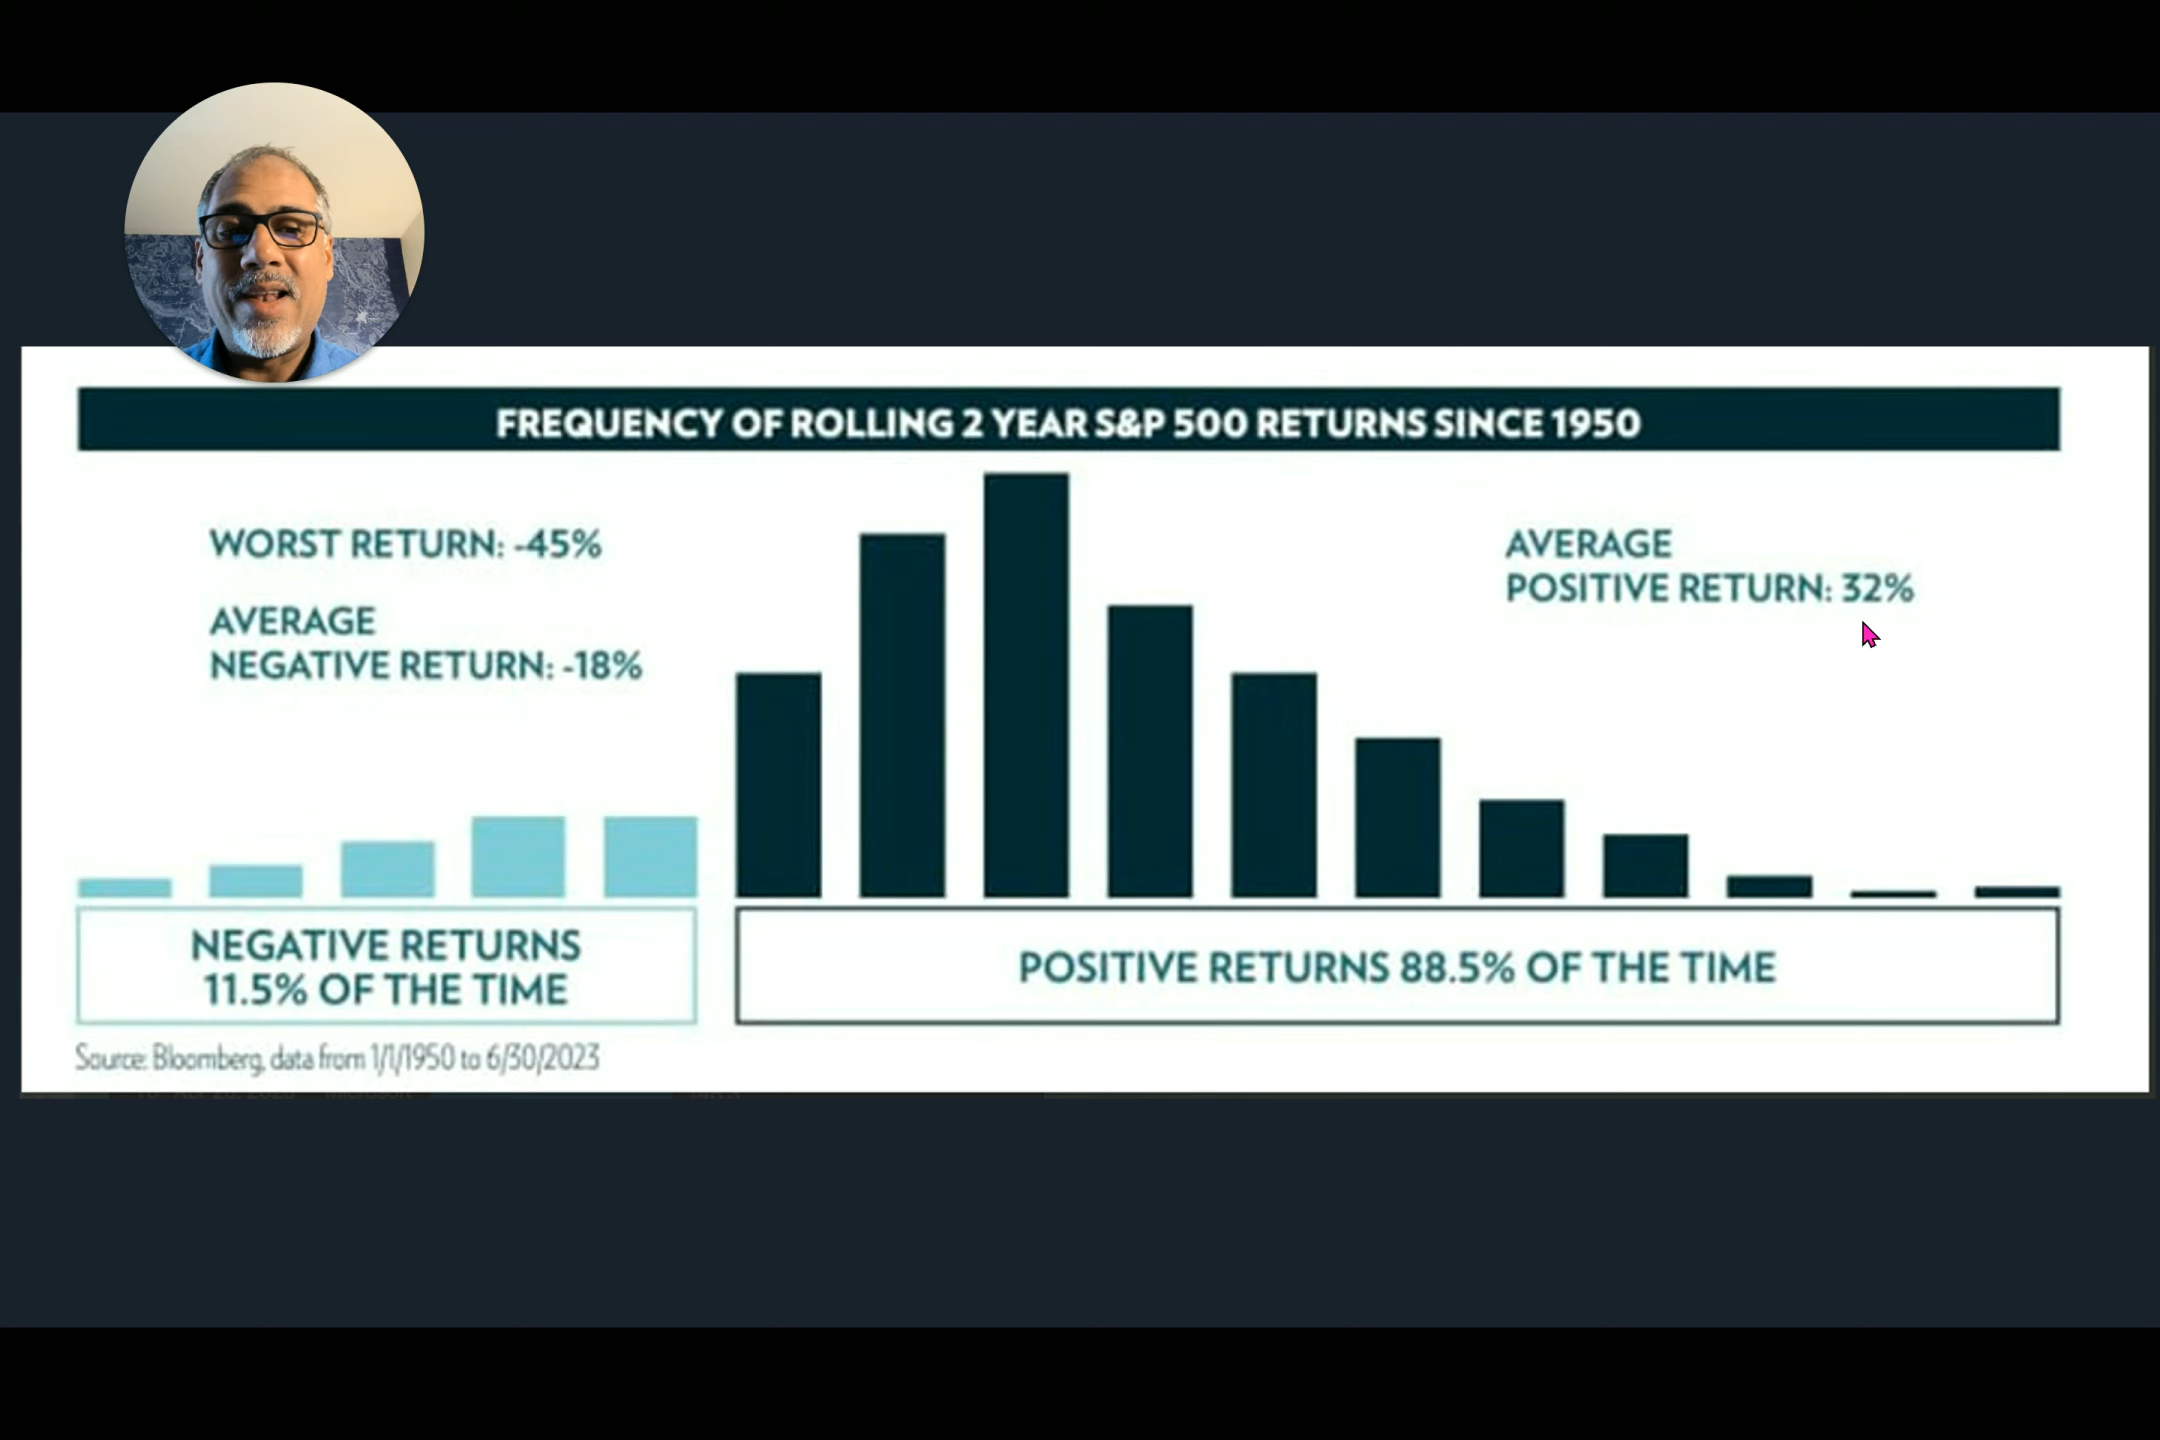 FREQUENCY OF ROLLING 2 YEAR S&P 500 RETURNS SINCE 1950
WORST RETURN: -45%
AVERAGE
NEGATIVE RETURN: -18%
AVERAGE
POSITIVE RETURN: 32%
NEGATIVE RETURNS
11.5% OF THE TIME
POSITIVE RETURNS 88.5% OF THE TIME
Source: Bloomberg, data from 1/1/1950 to 6/30/2023